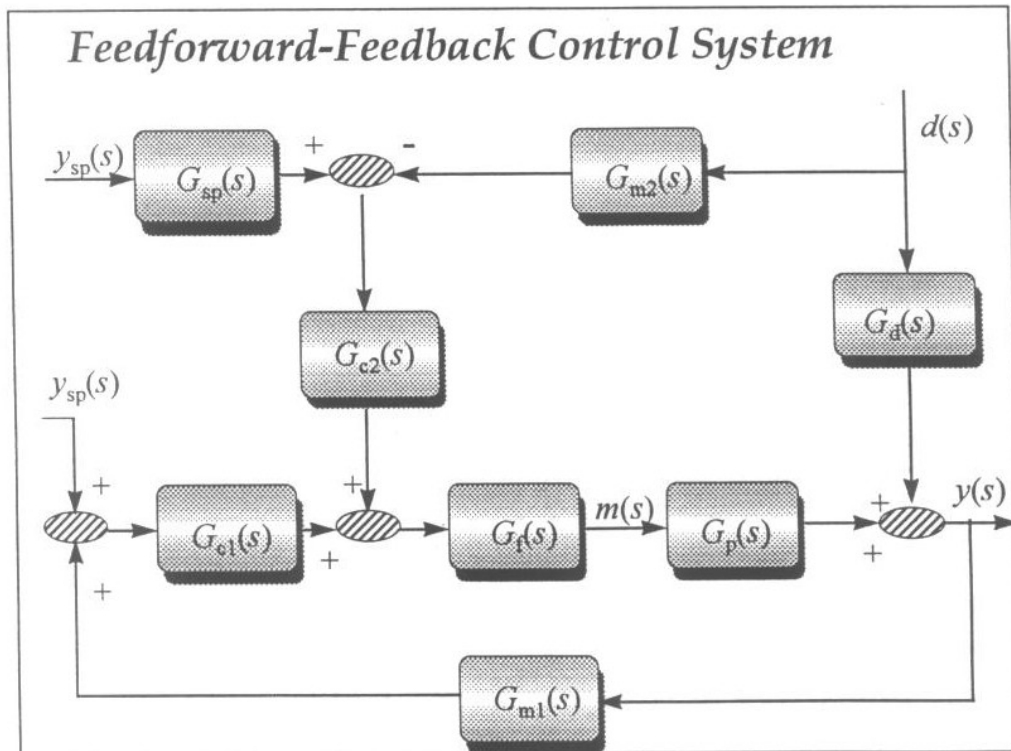 Feedforward-Feedback Control System
d(s)
y_sp(s)
G_sp(s)
+
-
G_m2(s)
G_d(s)
G_c2(s)
y_sp(s)
+
+
+
y(s)
G_c1(s)
G_f(s)
m(s)
G_p(s)
+
+
+
G_m1(s)